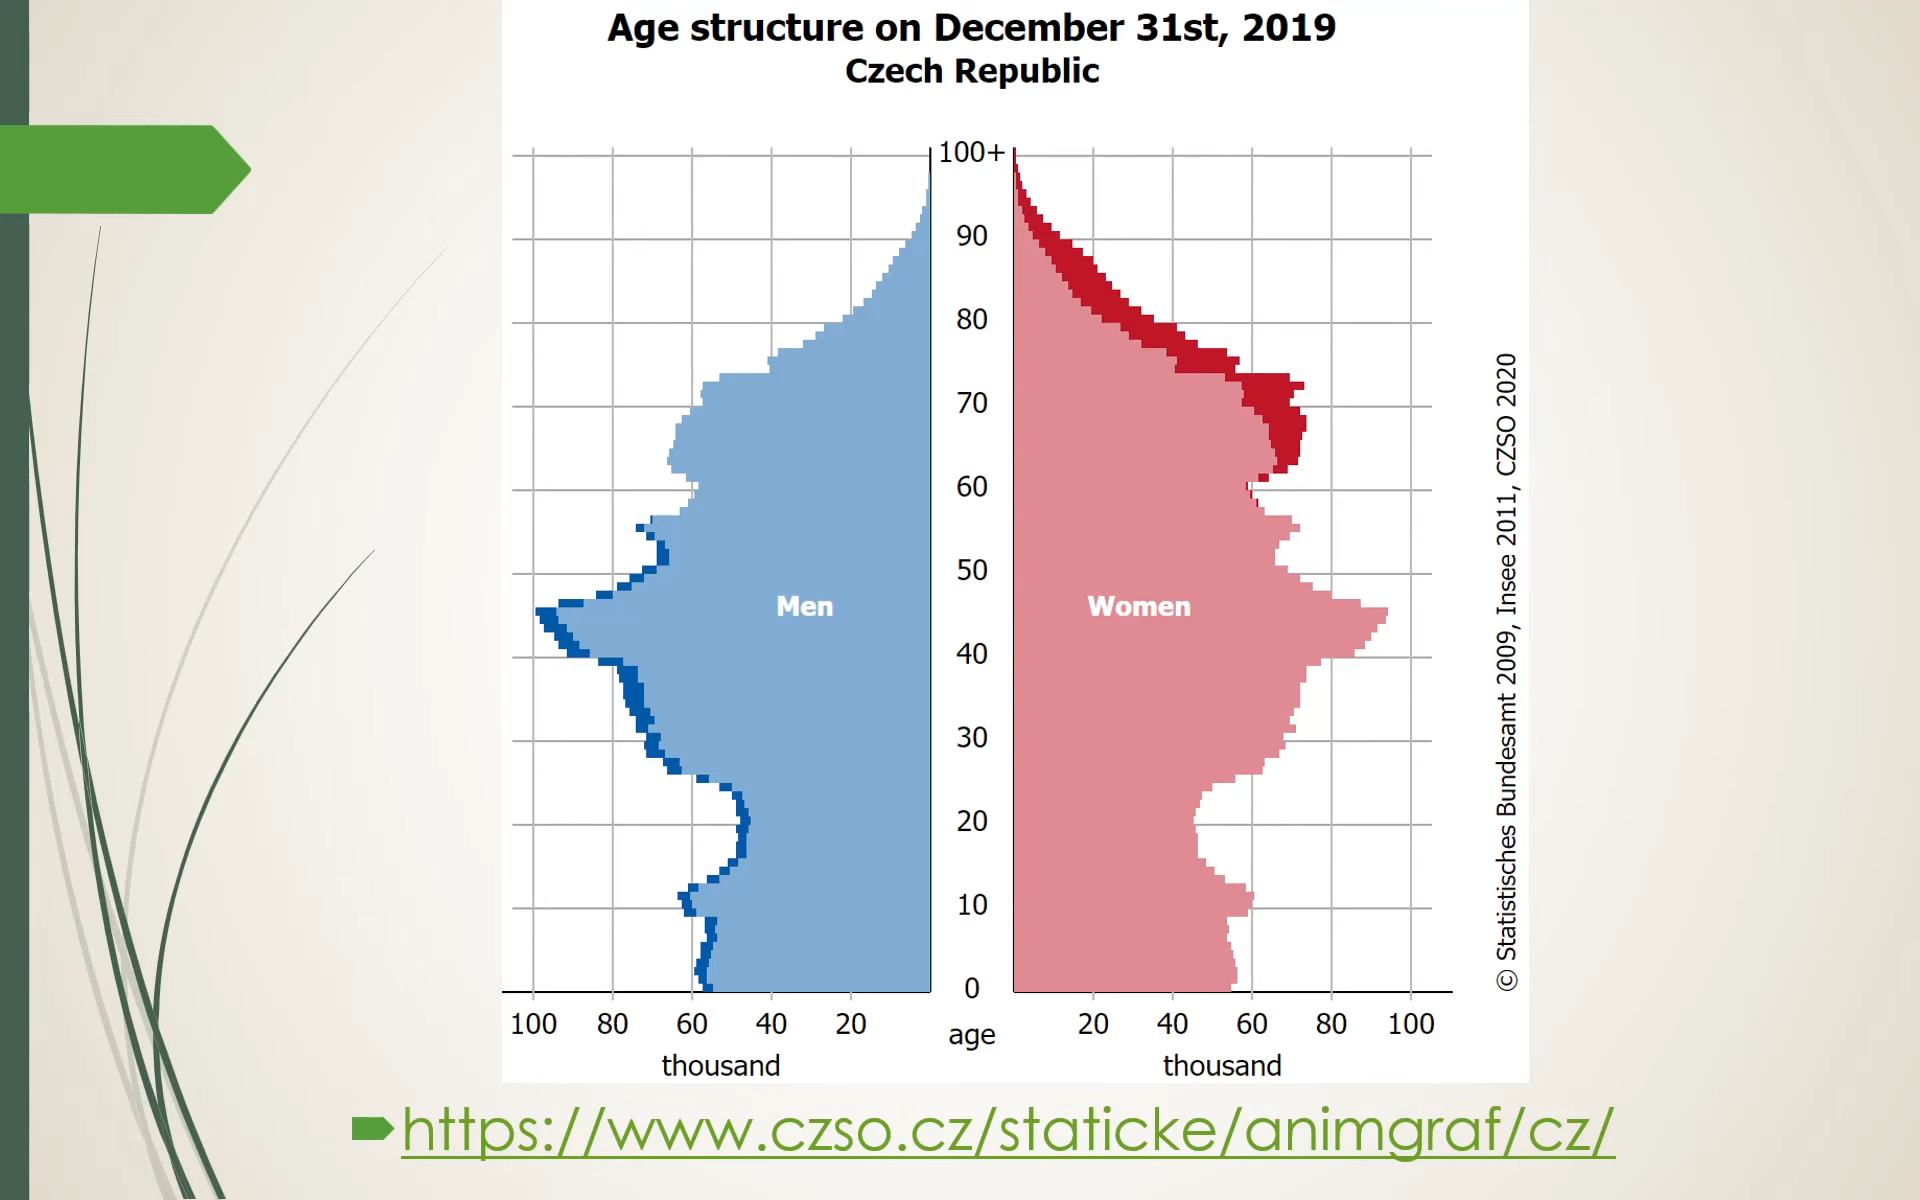 Age structure on December 31st, 2019
Czech Republic
100+
90
80
70
60
50
40
30
20
10
0
Men
Women
100 80 60 40 20 age 20 40 60 80 100
thousand thousand
© Statistisches Bundesamt 2009, Insee 2011, CZSO 2020
https://www.czso.cz/staticke/animgraf/cz/